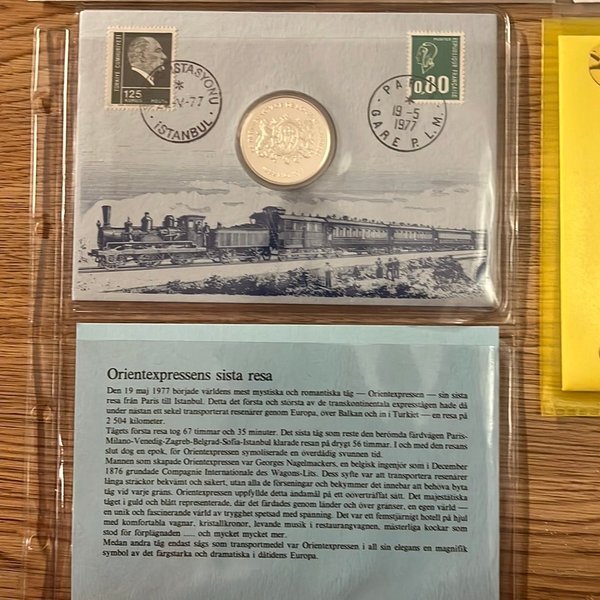 TÜRKİYE CUMHURİYETİ
125
KURUŞ
POSTA
İSTASYONU
V-77
İSTANBUL
RÉPUBLIQUE FRANÇAISE
0,80
19-5
1977
GARE P.L.M.
Orientexpressens sista resa
Den 19 maj 1977 började världens mest mystiska och romantiska tåg — Orientexpressen — sin sista
resa från Paris till Istanbul. Detta det första och största av de transkontinentala expresstågen hade då
under nästan ett sekel transporterat resenärer genom Europa, över Balkan och in i Turkiet — en resa på
2 504 kilometer.
Tågets första resa tog 67 timmar och 35 minuter. Det sista tåg som reste den berömda färdvägen Paris-
Milano-Venedig-Zagreb-Belgrad-Sofia-Istanbul klarade resan på drygt 56 timmar. I och med den resans
slut dog en epok, för Orientexpressen symoliserade en överdådig svunnen tid.
Mannen som skapade Orientexpressen var Georges Nagelmackers, en belgisk ingenjör som i December
1876 grundade Compagnie Internationale des Wagons-Lits. Dess syfte var att transportera resenärer
långa sträckor bekvämt och säkert, utan alla de förseningar och bekymmer det innebar att behöva byta
tåg vid varje gräns. Orientexpressen uppfyllde detta ändamål på ett oöverträffat sätt. Det majestätiska
tåget i guld och blått representerade, där det färdades genom länder och över gränser, en egen värld —
en unik och fascinerande värld av trygghet spetsad med spänning. Det var ett femstjärnigt hotell på hjul
med komfortabla vagnar, kristallkronor, levande musik i restaurangvagnen, mästerliga kockar som
stod för förplägnaden ..... och mycket mycket mer.
Medan andra tåg endast sågs som transportmedel var Orientexpressen i all sin elegans en magnifik
symbol av det färgstarka och dramatiska i dåtidens Europa.